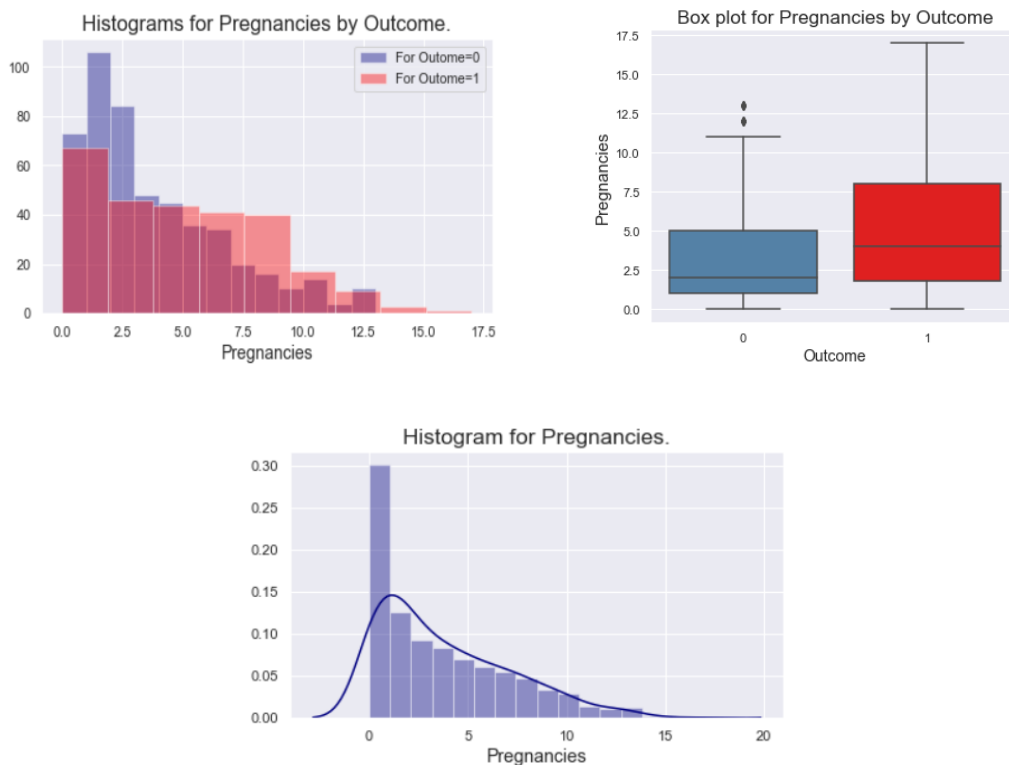 Histograms for Pregnancies by Outcome.
For Outome=0
For Outome=1
100
80
60
40
20
0
0.0 2.5 5.0 7.5 10.0 12.5 15.0 17.5
Pregnancies
Box plot for Pregnancies by Outcome
17.5
15.0
12.5
10.0
7.5
5.0
2.5
0.0
Pregnancies
0 1
Outcome
Histogram for Pregnancies.
0.30
0.25
0.20
0.15
0.10
0.05
0.00
0 5 10 15 20
Pregnancies